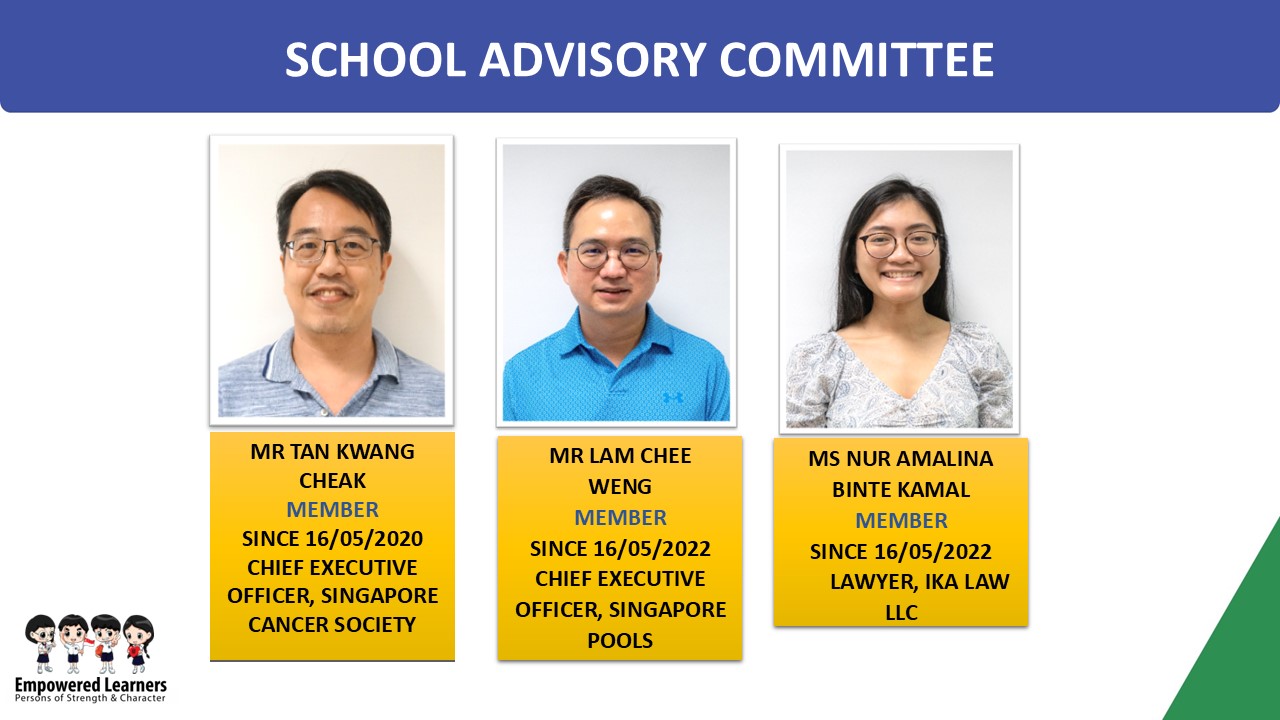 SCHOOL ADVISORY COMMITTEE
MR TAN KWANG
CHEAK
MEMBER
SINCE 16/05/2020
CHIEF EXECUTIVE
OFFICER, SINGAPORE
CANCER SOCIETY
MR LAM CHEE
WENG
MEMBER
SINCE 16/05/2022
CHIEF EXECUTIVE
OFFICER, SINGAPORE
POOLS
MS NUR AMALINA
BINTE KAMAL
MEMBER
SINCE 16/05/2022
LAWYER, IKA LAW
LLC
Empowered Learners
Persons of Strength & Character